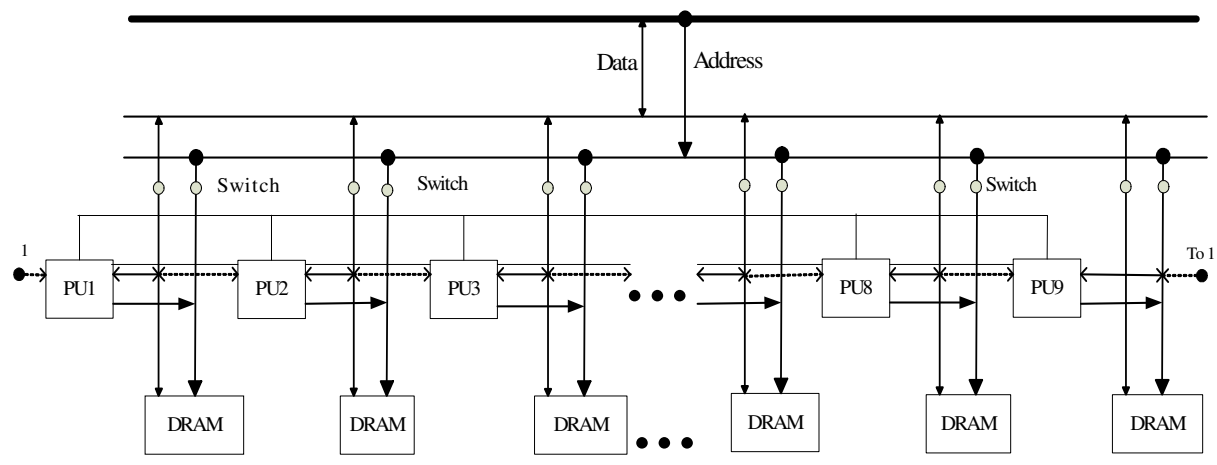 Data
Address
Switch
Switch
Switch
1
To 1
PU1
PU2
PU3
PU8
PU9
DRAM
DRAM
DRAM
DRAM
DRAM
DRAM